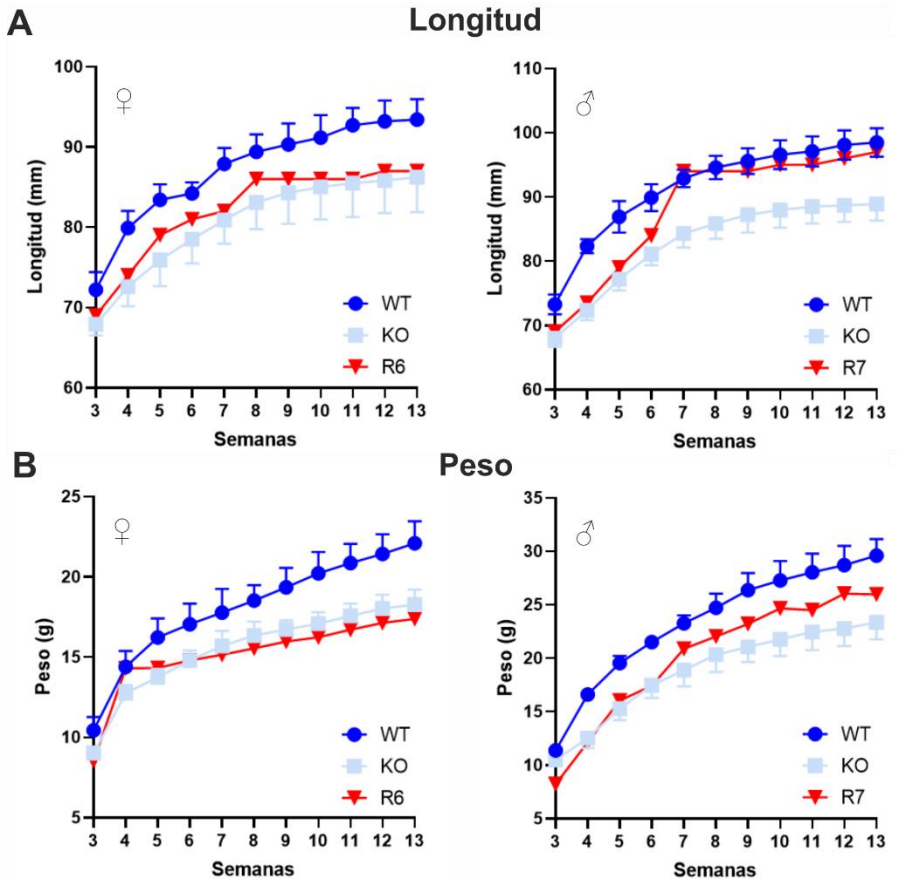 A
Longitud
♀
Longitud (mm)
100
90
80
70
60
3 4 5 6 7 8 9 10 11 12 13
Semanas
WT
KO
R6
♂
Longitud (mm)
110
100
90
80
70
60
3 4 5 6 7 8 9 10 11 12 13
Semanas
WT
KO
R7
B
Peso
♀
Peso (g)
25
20
15
10
5
3 4 5 6 7 8 9 10 11 12 13
Semanas
WT
KO
R6
♂
Peso (g)
35
30
25
20
15
10
5
3 4 5 6 7 8 9 10 11 12 13
Semanas
WT
KO
R7